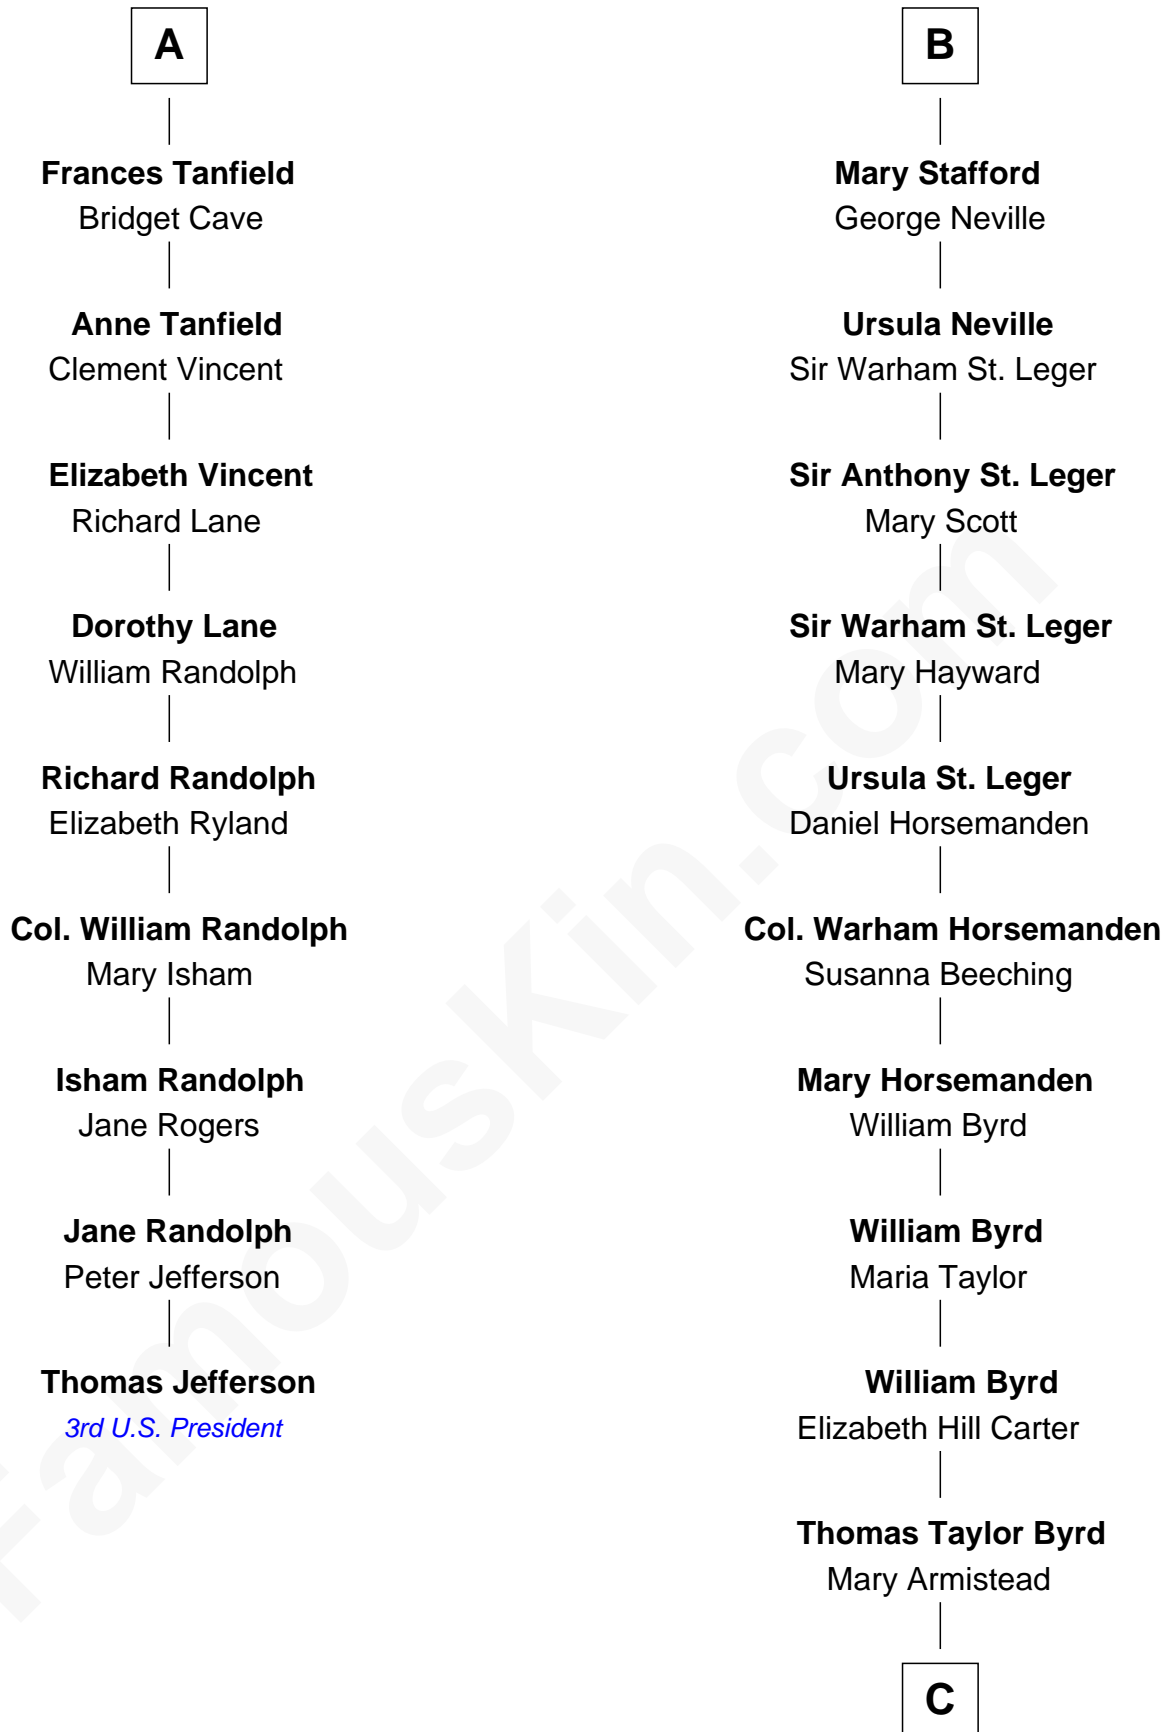 A
Frances Tanfield
Bridget Cave
Anne Tanfield
Clement Vincent
Elizabeth Vincent
Richard Lane
Dorothy Lane
William Randolph
Richard Randolph
Elizabeth Ryland
Col. William Randolph
Mary Isham
Isham Randolph
Jane Rogers
Jane Randolph
Peter Jefferson
Thomas Jefferson
3rd U.S. President
B
Mary Stafford
George Neville
Ursula Neville
Sir Warham St. Leger
Sir Anthony St. Leger
Mary Scott
Sir Warham St. Leger
Mary Hayward
Ursula St. Leger
Daniel Horsemanden
Col. Warham Horsemanden
Susanna Beeching
Mary Horsemanden
William Byrd
William Byrd
Maria Taylor
William Byrd
Elizabeth Hill Carter
Thomas Taylor Byrd
Mary Armistead
C
FamousKin.com